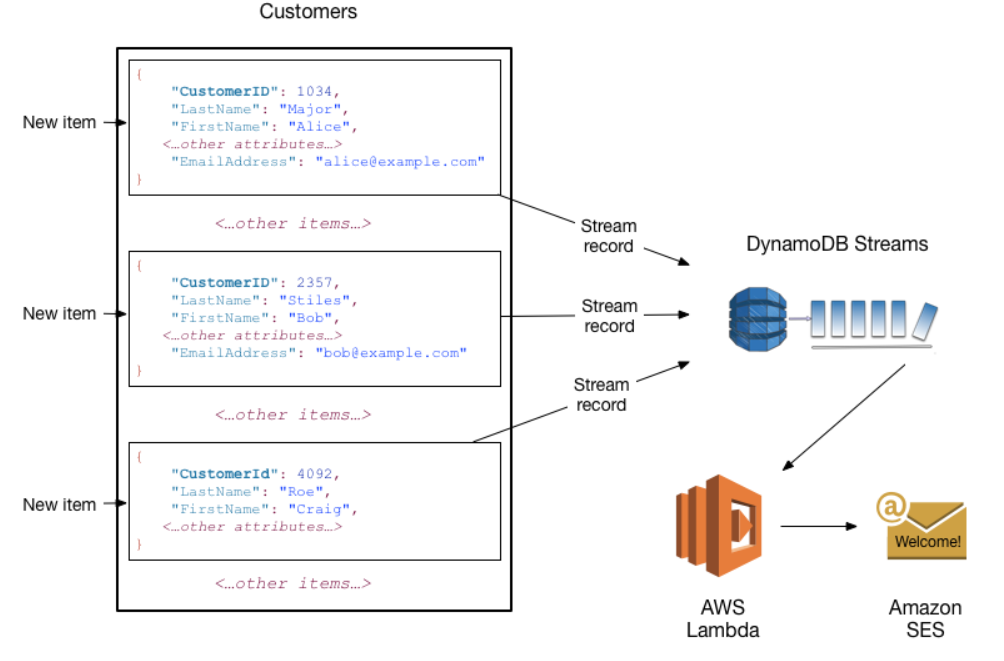 Customers
New item
{
"CustomerID": 1034,
"LastName": "Major",
"FirstName": "Alice",
<…other attributes…>
"EmailAddress": "alice@example.com"
}
<…other items…>
New item
{
"CustomerID": 2357,
"LastName": "Stiles",
"FirstName": "Bob",
<…other attributes…>
"EmailAddress": "bob@example.com"
}
<…other items…>
New item
{
"CustomerId": 4092,
"LastName": "Roe",
"FirstName": "Craig",
<…other attributes…>
}
<…other items…>
Stream
record
Stream
record
Stream
record
DynamoDB Streams
AWS
Lambda
@
Welcome!
Amazon
SES